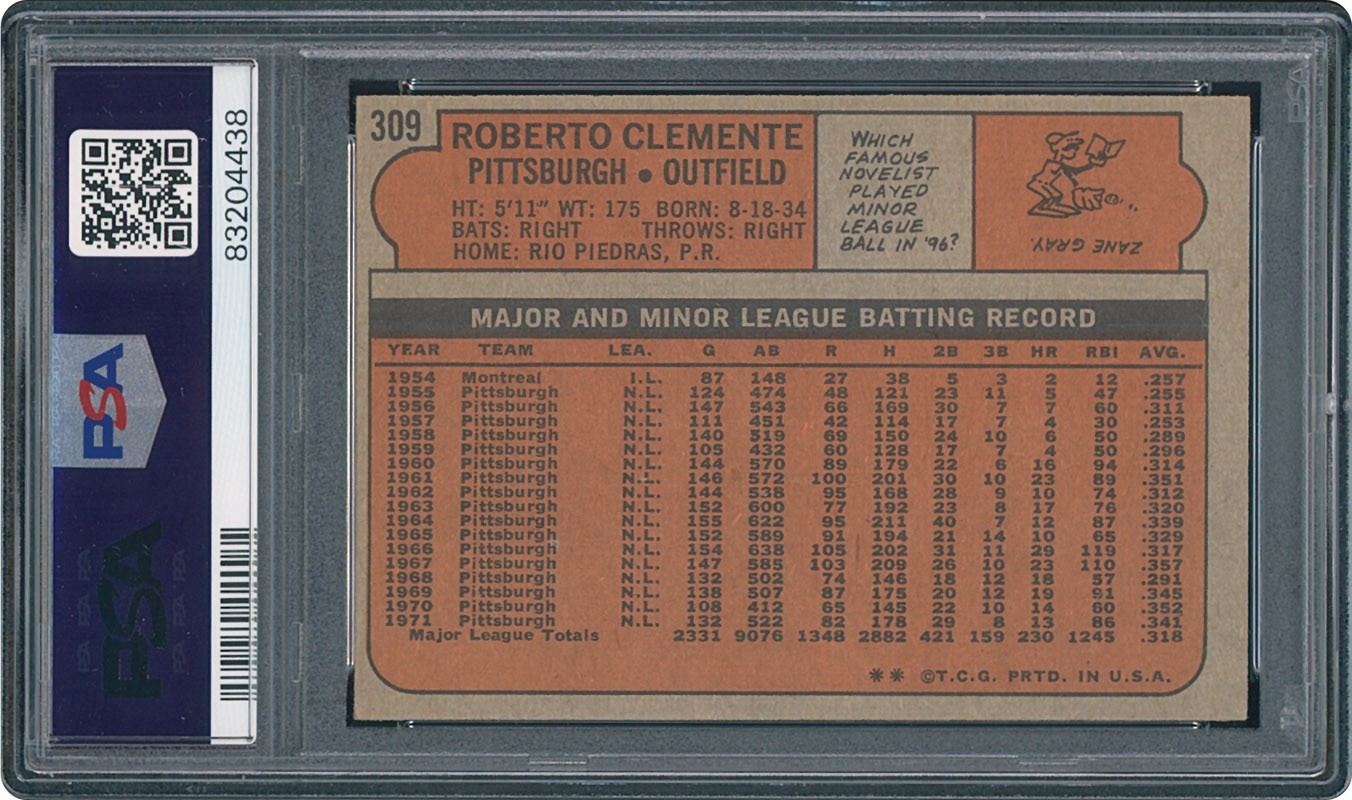 83204438
PSA
PSA
309
ROBERTO CLEMENTE
PITTSBURGH • OUTFIELD
HT: 5'11" WT: 175 BORN: 8-18-34
BATS: RIGHT THROWS: RIGHT
HOME: RIO PIEDRAS, P.R.
WHICH
FAMOUS
NOVELIST
PLAYED
MINOR
LEAGUE
BALL IN '96?
ZANE GRAY.
MAJOR AND MINOR LEAGUE BATTING RECORD
YEAR TEAM LEA. G AB R H 2B 3B HR RBI AVG.
1954 Montreal I.L. 87 148 27 38 5 3 2 12 .257
1955 Pittsburgh N.L. 124 474 48 121 23 11 5 47 .255
1956 Pittsburgh N.L. 147 543 66 169 30 7 7 60 .311
1957 Pittsburgh N.L. 111 451 42 114 17 7 4 30 .253
1958 Pittsburgh N.L. 140 519 69 150 24 10 6 50 .289
1959 Pittsburgh N.L. 105 432 60 128 17 7 4 50 .296
1960 Pittsburgh N.L. 144 570 89 179 22 6 16 94 .314
1961 Pittsburgh N.L. 146 572 100 201 30 10 23 89 .351
1962 Pittsburgh N.L. 144 538 95 168 28 9 10 74 .312
1963 Pittsburgh N.L. 152 600 77 192 23 8 17 76 .320
1964 Pittsburgh N.L. 155 622 95 211 40 7 12 87 .339
1965 Pittsburgh N.L. 152 589 91 194 21 14 10 65 .329
1966 Pittsburgh N.L. 154 638 105 202 31 11 29 119 .317
1967 Pittsburgh N.L. 147 585 103 209 26 10 23 110 .357
1968 Pittsburgh N.L. 132 502 74 146 18 12 18 57 .291
1969 Pittsburgh N.L. 138 507 87 175 20 12 19 91 .345
1970 Pittsburgh N.L. 108 412 65 145 22 10 14 60 .352
1971 Pittsburgh N.L. 132 522 82 178 29 8 13 86 .341
Major League Totals 2331 9076 1348 2882 421 159 230 1245 .318
** ©T.C.G. PRTD. IN U.S.A.